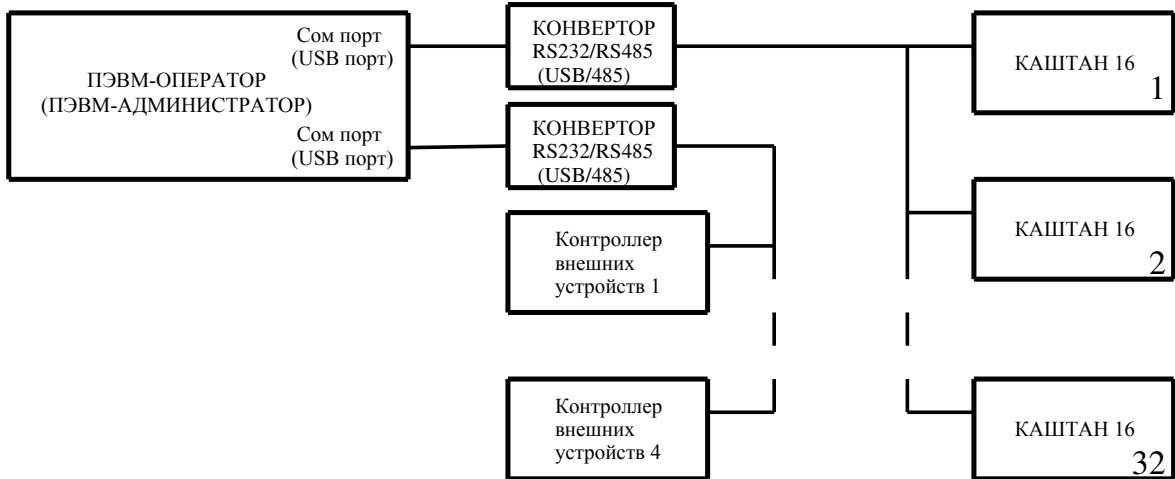 Сом порт
(USB порт)
ПЭВМ-ОПЕРАТОР
(ПЭВМ-АДМИНИСТРАТОР)
Сом порт
(USB порт)
КОНВЕРТОР
RS232/RS485
(USB/485)
КОНВЕРТОР
RS232/RS485
(USB/485)
Контроллер
внешних
устройств 1
Контроллер
внешних
устройств 4
КАШТАН 16
1
КАШТАН 16
2
КАШТАН 16
32